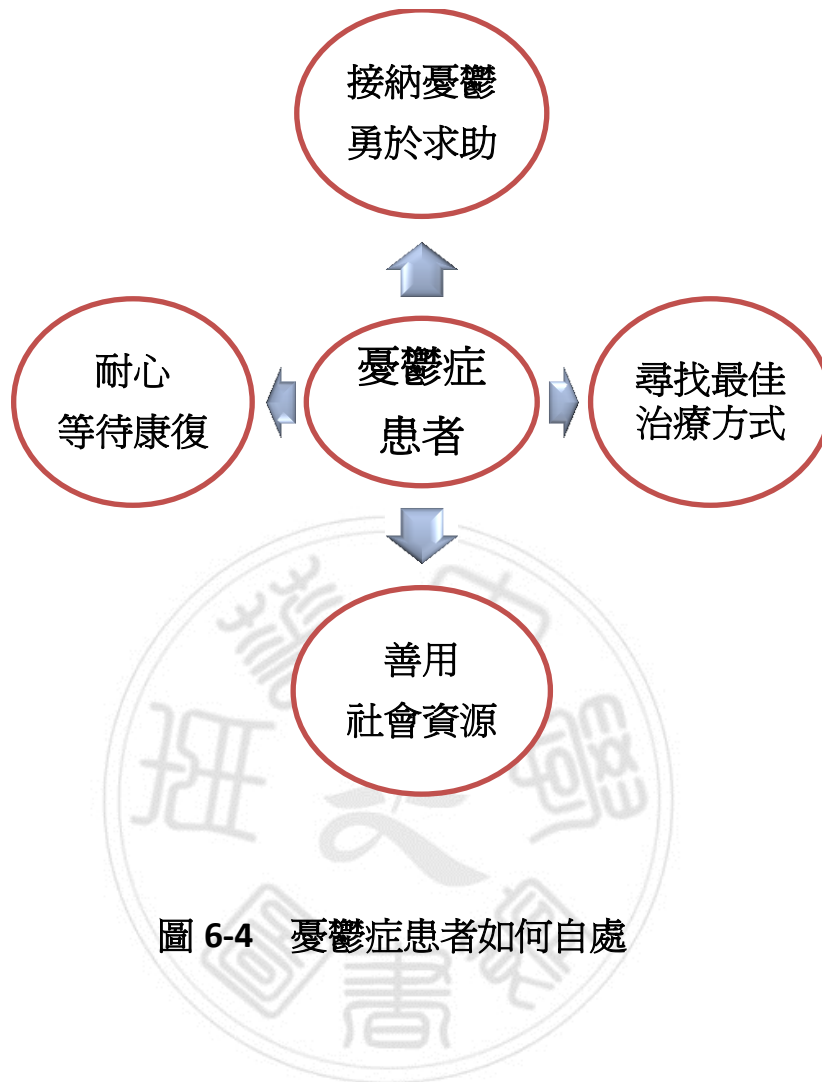 接納憂鬱
勇於求助
耐心
等待康復
憂鬱症
患者
尋找最佳
治療方式
善用
社會資源
圖 6-4 憂鬱症患者如何自處